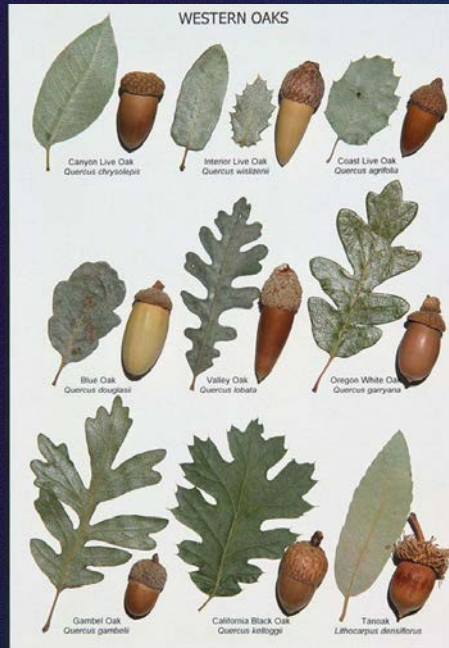 WESTERN OAKS
Canyon Live Oak
Quercus chrysolepis
Interior Live Oak
Quercus wislizenii
Coast Live Oak
Quercus agrifolia
Blue Oak
Quercus douglasii
Valley Oak
Quercus lobata
Oregon White Oak
Quercus garryana
Gambel Oak
Quercus gambelii
California Black Oak
Quercus kelloggii
Tanoak
Lithocarpus densiflorus